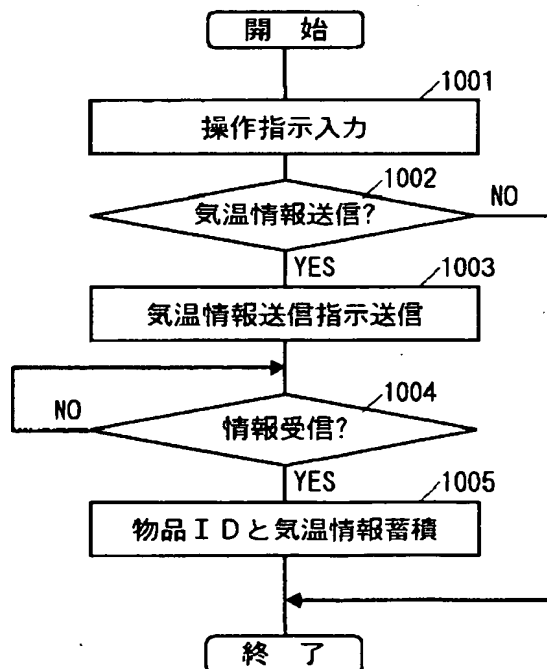 開 始
1001
操作指示入力
1002
気温情報送信?
NO
YES
1003
気温情報送信指示送信
1004
NO
情報受信?
YES
1005
物品IDと気温情報蓄積
終 了